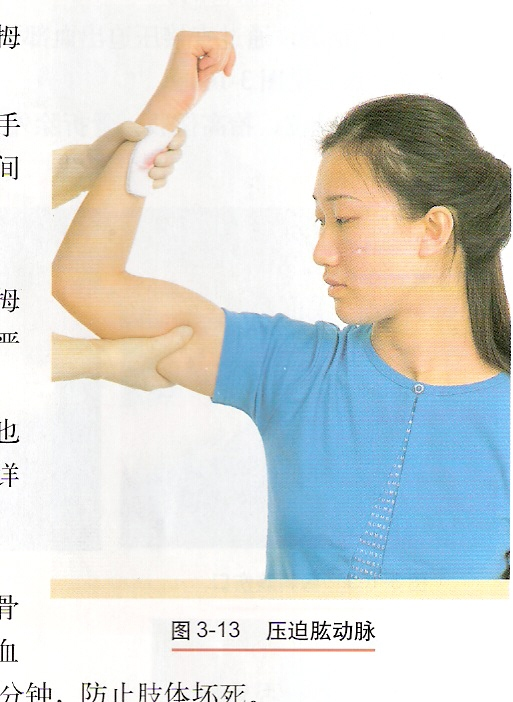 拇
手
间
拇
也
骨
图 3-13 压迫肱动脉
血
分钟，防止肢体坏死。